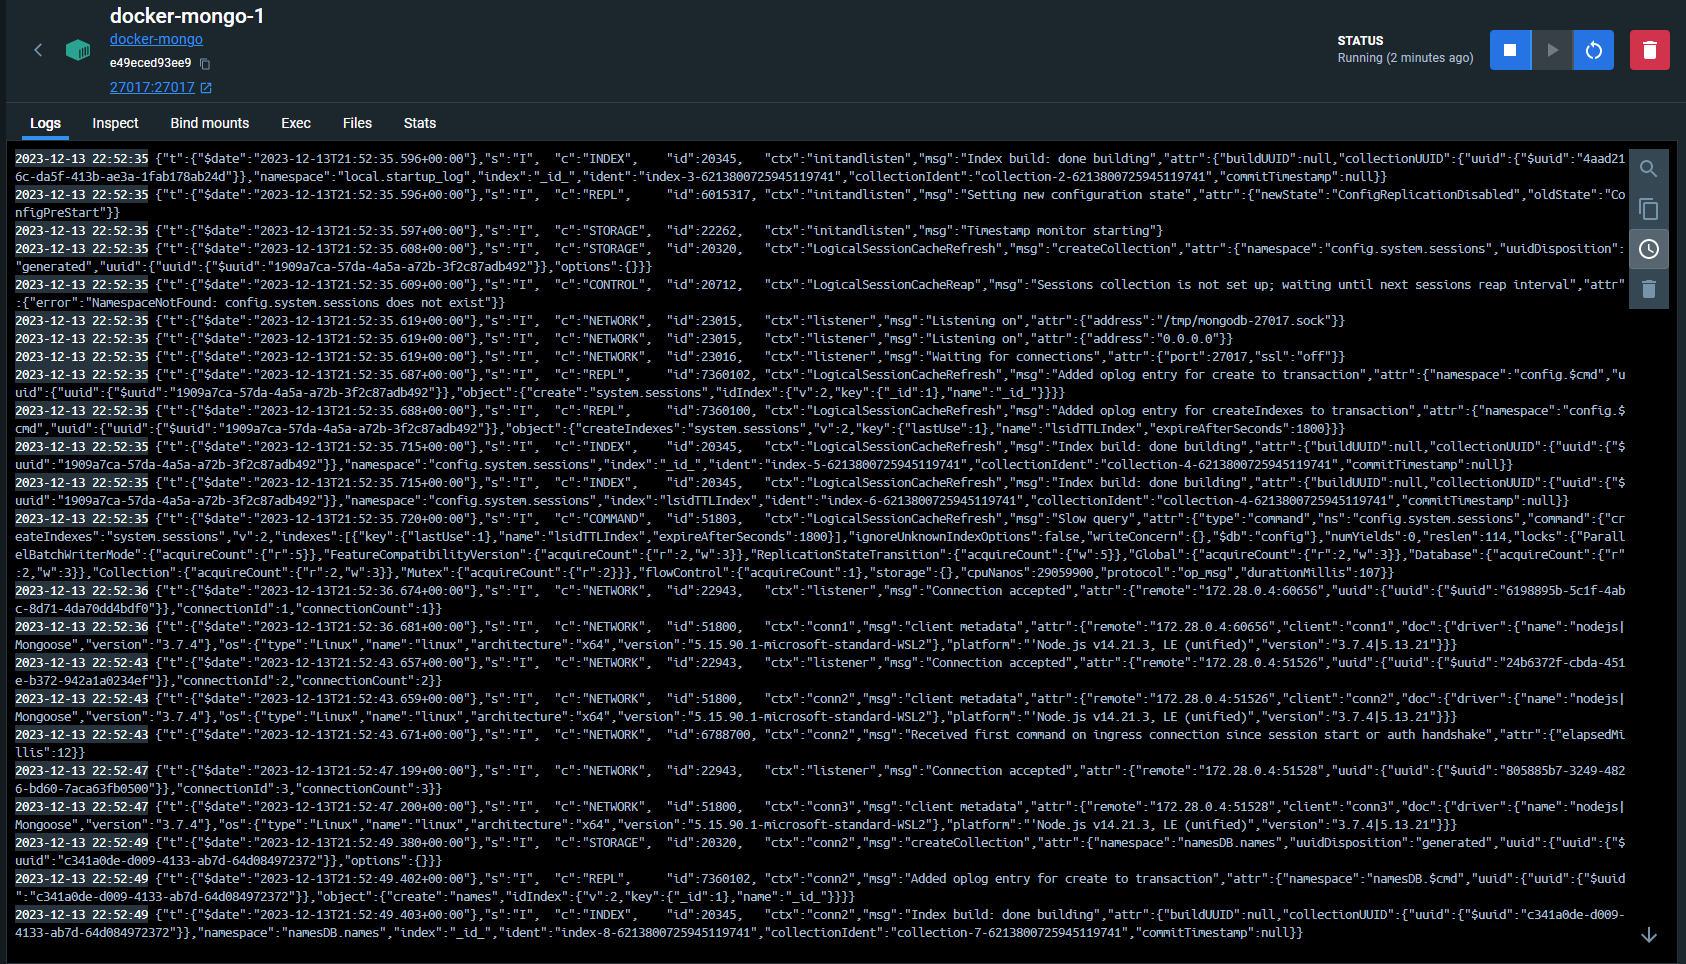 docker-mongo-1
docker-mongo
e49eced93ee9
27017:27017
STATUS
Running (2 minutes ago)
Logs Inspect Bind mounts Exec Files Stats
2023-12-13 22:52:35 {"t":{"$date":"2023-12-13T21:52:35.596+00:00"},"s":"I", "c":"INDEX", "id":20345, "ctx":"initandlisten","msg":"Index build: done building","attr":{"buildUUID":null,"collectionUUID":{"uuid":{"$uuid":"4aad21
6c-da5f-413b-ae3a-1fab178ab24d"}},"namespace":"local.startup_log","index":"_id_","ident":"index-3-6213800725945119741","collectionIdent":"collection-2-6213800725945119741","commitTimestamp":null}}
2023-12-13 22:52:35 {"t":{"$date":"2023-12-13T21:52:35.596+00:00"},"s":"I", "c":"REPL", "id":6015317, "ctx":"initandlisten","msg":"Setting new configuration state","attr":{"newState":"ConfigReplicationDisabled","oldState":"Co
nfigPreStart"}}
2023-12-13 22:52:35 {"t":{"$date":"2023-12-13T21:52:35.597+00:00"},"s":"I", "c":"STORAGE", "id":22262, "ctx":"initandlisten","msg":"Timestamp monitor starting"}
2023-12-13 22:52:35 {"t":{"$date":"2023-12-13T21:52:35.608+00:00"},"s":"I", "c":"STORAGE", "id":20320, "ctx":"LogicalSessionCacheRefresh","msg":"createCollection","attr":{"namespace":"config.system.sessions","uuidDisposition":
"generated","uuid":{"uuid":{"$uuid":"1909a7ca-57da-4a5a-a72b-3f2c87adb492"}},"options":{}}}
2023-12-13 22:52:35 {"t":{"$date":"2023-12-13T21:52:35.609+00:00"},"s":"I", "c":"CONTROL", "id":20712, "ctx":"LogicalSessionCacheReap","msg":"Sessions collection is not set up; waiting until next sessions reap interval","attr"
:{"error":"NamespaceNotFound: config.system.sessions does not exist"}}
2023-12-13 22:52:35 {"t":{"$date":"2023-12-13T21:52:35.619+00:00"},"s":"I", "c":"NETWORK", "id":23015, "ctx":"listener","msg":"Listening on","attr":{"address":"/tmp/mongodb-27017.sock"}}
2023-12-13 22:52:35 {"t":{"$date":"2023-12-13T21:52:35.619+00:00"},"s":"I", "c":"NETWORK", "id":23015, "ctx":"listener","msg":"Listening on","attr":{"address":"0.0.0.0"}}
2023-12-13 22:52:35 {"t":{"$date":"2023-12-13T21:52:35.619+00:00"},"s":"I", "c":"NETWORK", "id":23016, "ctx":"listener","msg":"Waiting for connections","attr":{"port":27017,"ssl":"off"}}
2023-12-13 22:52:35 {"t":{"$date":"2023-12-13T21:52:35.687+00:00"},"s":"I", "c":"REPL", "id":7360102, "ctx":"LogicalSessionCacheRefresh","msg":"Added oplog entry for create to transaction","attr":{"namespace":"config.$cmd","u
uid":{"uuid":{"$uuid":"1909a7ca-57da-4a5a-a72b-3f2c87adb492"}},"object":{"create":"system.sessions","idIndex":{"v":2,"key":{"_id":1},"name":"_id_"}}}}
2023-12-13 22:52:35 {"t":{"$date":"2023-12-13T21:52:35.688+00:00"},"s":"I", "c":"REPL", "id":7360100, "ctx":"LogicalSessionCacheRefresh","msg":"Added oplog entry for createIndexes to transaction","attr":{"namespace":"config.$
cmd","uuid":{"uuid":{"$uuid":"1909a7ca-57da-4a5a-a72b-3f2c87adb492"}},"object":{"createIndexes":"system.sessions","v":2,"key":{"lastUse":1},"name":"lsidTTLIndex","expireAfterSeconds":1800}}}
2023-12-13 22:52:35 {"t":{"$date":"2023-12-13T21:52:35.715+00:00"},"s":"I", "c":"INDEX", "id":20345, "ctx":"LogicalSessionCacheRefresh","msg":"Index build: done building","attr":{"buildUUID":null,"collectionUUID":{"uuid":{"$
uuid":"1909a7ca-57da-4a5a-a72b-3f2c87adb492"}},"namespace":"config.system.sessions","index":"_id_","ident":"index-5-6213800725945119741","collectionIdent":"collection-4-6213800725945119741","commitTimestamp":null}}
2023-12-13 22:52:35 {"t":{"$date":"2023-12-13T21:52:35.715+00:00"},"s":"I", "c":"INDEX", "id":20345, "ctx":"LogicalSessionCacheRefresh","msg":"Index build: done building","attr":{"buildUUID":null,"collectionUUID":{"uuid":{"$
uuid":"1909a7ca-57da-4a5a-a72b-3f2c87adb492"}},"namespace":"config.system.sessions","index":"lsidTTLIndex","ident":"index-6-6213800725945119741","collectionIdent":"collection-4-6213800725945119741","commitTimestamp":null}}
2023-12-13 22:52:35 {"t":{"$date":"2023-12-13T21:52:35.720+00:00"},"s":"I", "c":"COMMAND", "id":51803, "ctx":"LogicalSessionCacheRefresh","msg":"Slow query","attr":{"type":"command","ns":"config.system.sessions","command":{"cr
eateIndexes":"system.sessions","v":2,"indexes":[{"key":{"lastUse":1},"name":"lsidTTLIndex","expireAfterSeconds":1800}],"ignoreUnknownIndexOptions":false,"writeConcern":{},"$db":"config"},"numYields":0,"reslen":114,"locks":{"Parall
elBatchWriterMode":{"acquireCount":{"r":5}},"FeatureCompatibilityVersion":{"acquireCount":{"r":2,"w":3}},"ReplicationStateTransition":{"acquireCount":{"w":5}},"Global":{"acquireCount":{"r":2,"w":3}},"Database":{"acquireCount":{"r"
:2,"w":3}},"Collection":{"acquireCount":{"r":2,"w":3}},"Mutex":{"acquireCount":{"r":2}}},"flowControl":{"acquireCount":1},"storage":{},"cpuNanos":29059900,"protocol":"op_msg","durationMillis":107}}
2023-12-13 22:52:36 {"t":{"$date":"2023-12-13T21:52:36.674+00:00"},"s":"I", "c":"NETWORK", "id":22943, "ctx":"listener","msg":"Connection accepted","attr":{"remote":"172.28.0.4:60656","uuid":{"uuid":{"$uuid":"6198895b-5c1f-4ab
c-8d71-4da70dd4bdf0"}},"connectionId":1,"connectionCount":1}}
2023-12-13 22:52:36 {"t":{"$date":"2023-12-13T21:52:36.681+00:00"},"s":"I", "c":"NETWORK", "id":51800, "ctx":"conn1","msg":"client metadata","attr":{"remote":"172.28.0.4:60656","client":"conn1","doc":{"driver":{"name":"nodejs|
Mongoose","version":"3.7.4"},"os":{"type":"Linux","name":"linux","architecture":"x64","version":"5.15.90.1-microsoft-standard-WSL2"},"platform":"'Node.js v14.21.3, LE (unified)","version":"3.7.4|5.13.21"}}}
2023-12-13 22:52:43 {"t":{"$date":"2023-12-13T21:52:43.657+00:00"},"s":"I", "c":"NETWORK", "id":22943, "ctx":"listener","msg":"Connection accepted","attr":{"remote":"172.28.0.4:51526","uuid":{"uuid":{"$uuid":"24b6372f-cbda-451
e-b372-942a1a0234ef"}},"connectionId":2,"connectionCount":2}}
2023-12-13 22:52:43 {"t":{"$date":"2023-12-13T21:52:43.659+00:00"},"s":"I", "c":"NETWORK", "id":51800, "ctx":"conn2","msg":"client metadata","attr":{"remote":"172.28.0.4:51526","client":"conn2","doc":{"driver":{"name":"nodejs|
Mongoose","version":"3.7.4"},"os":{"type":"Linux","name":"linux","architecture":"x64","version":"5.15.90.1-microsoft-standard-WSL2"},"platform":"'Node.js v14.21.3, LE (unified)","version":"3.7.4|5.13.21"}}}
2023-12-13 22:52:43 {"t":{"$date":"2023-12-13T21:52:43.671+00:00"},"s":"I", "c":"NETWORK", "id":6788700, "ctx":"conn2","msg":"Received first command on ingress connection since session start or auth handshake","attr":{"elapsedMi
llis":12}}
2023-12-13 22:52:47 {"t":{"$date":"2023-12-13T21:52:47.199+00:00"},"s":"I", "c":"NETWORK", "id":22943, "ctx":"listener","msg":"Connection accepted","attr":{"remote":"172.28.0.4:51528","uuid":{"uuid":{"$uuid":"805885b7-3249-482
6-bd60-7aca63fb0500"}},"connectionId":3,"connectionCount":3}}
2023-12-13 22:52:47 {"t":{"$date":"2023-12-13T21:52:47.200+00:00"},"s":"I", "c":"NETWORK", "id":51800, "ctx":"conn3","msg":"client metadata","attr":{"remote":"172.28.0.4:51528","client":"conn3","doc":{"driver":{"name":"nodejs|
Mongoose","version":"3.7.4"},"os":{"type":"Linux","name":"linux","architecture":"x64","version":"5.15.90.1-microsoft-standard-WSL2"},"platform":"'Node.js v14.21.3, LE (unified)","version":"3.7.4|5.13.21"}}}
2023-12-13 22:52:49 {"t":{"$date":"2023-12-13T21:52:49.380+00:00"},"s":"I", "c":"STORAGE", "id":20320, "ctx":"conn2","msg":"createCollection","attr":{"namespace":"namesDB.names","uuidDisposition":"generated","uuid":{"uuid":{"$
uuid":"c341a0de-d009-4133-ab7d-64d084972372"}},"options":{}}}
2023-12-13 22:52:49 {"t":{"$date":"2023-12-13T21:52:49.402+00:00"},"s":"I", "c":"REPL", "id":7360102, "ctx":"conn2","msg":"Added oplog entry for create to transaction","attr":{"namespace":"namesDB.$cmd","uuid":{"uuid":{"$uuid
":"c341a0de-d009-4133-ab7d-64d084972372"}},"object":{"create":"names","idIndex":{"v":2,"key":{"_id":1},"name":"_id_"}}}}
2023-12-13 22:52:49 {"t":{"$date":"2023-12-13T21:52:49.403+00:00"},"s":"I", "c":"INDEX", "id":20345, "ctx":"conn2","msg":"Index build: done building","attr":{"buildUUID":null,"collectionUUID":{"uuid":{"$uuid":"c341a0de-d009-
4133-ab7d-64d084972372"}},"namespace":"namesDB.names","index":"_id_","ident":"index-8-6213800725945119741","collectionIdent":"collection-7-6213800725945119741","commitTimestamp":null}}